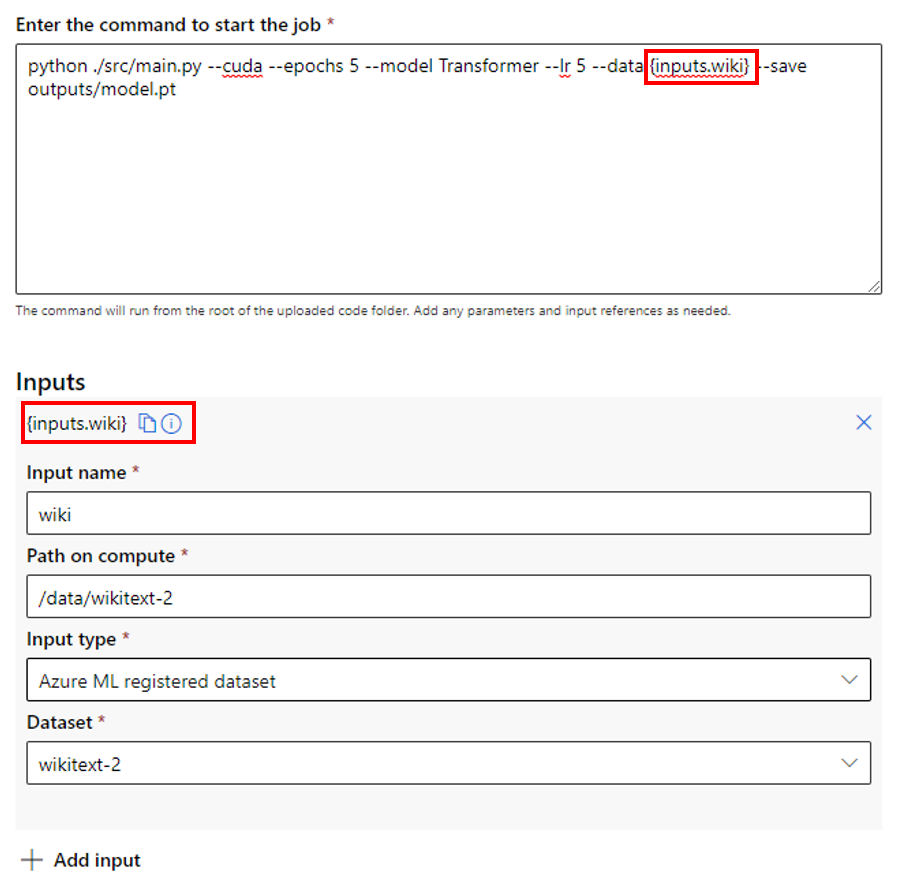 Enter the command to start the job *
python ./src/main.py --cuda --epochs 5 --model Transformer --lr 5 --data {inputs.wiki} --save
outputs/model.pt
The command will run from the root of the uploaded code folder. Add any parameters and input references as needed.
Inputs
{inputs.wiki}
Input name *
wiki
Path on compute *
/data/wikitext-2
Input type *
Azure ML registered dataset
Dataset *
wikitext-2
Add input